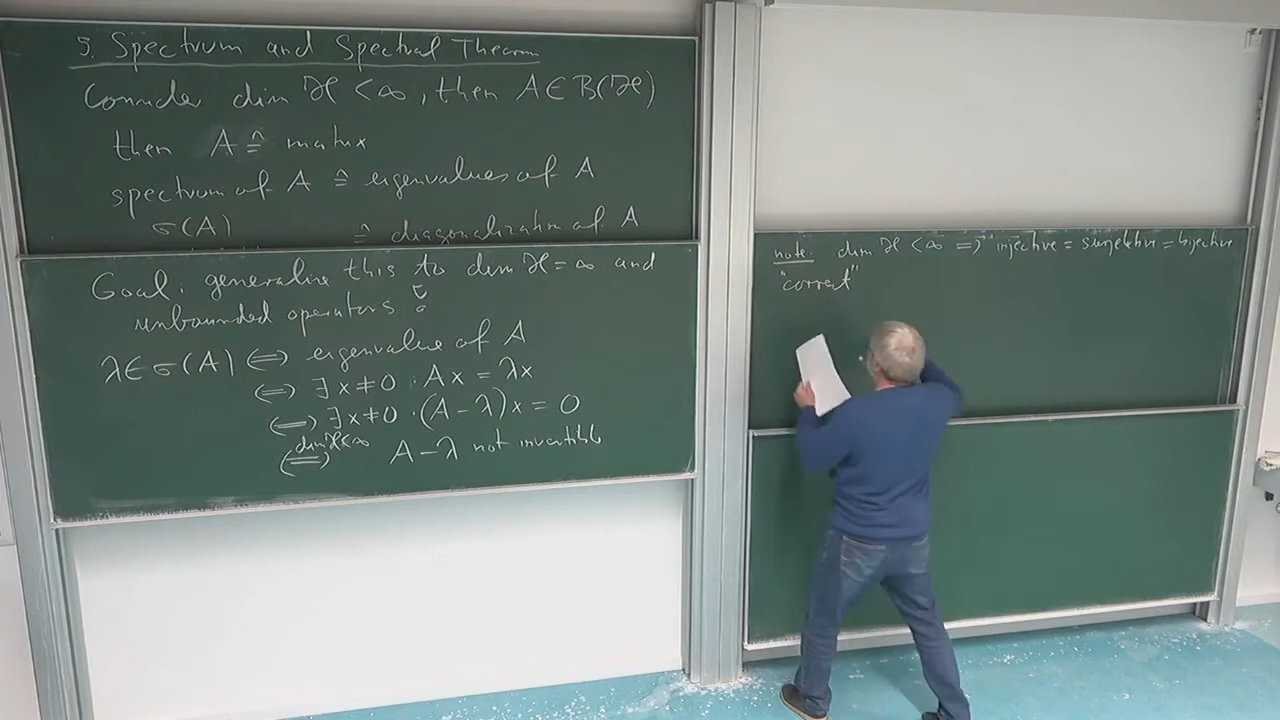 5. Spectrum and Spectral Theorem
Consider dim ℋ < ∞, then A ∈ B(ℋ)
then A ≙ matrix
spectrum of A ≙ eigenvalues of A
σ(A) ≙ diagonalization of A
Goal: generalize this to dim ℋ = ∞ and
unbounded operators !
λ ∈ σ(A) ⟺ eigenvalue of A
⟺ ∃ x ≠ 0 : Ax = λx
⟺ ∃ x ≠ 0 : (A − λ)x = 0
dim ℋ < ∞
⟺ A − λ not invertible
note: dim ℋ < ∞ ⟹ injective = surjective = bijective
"correct"